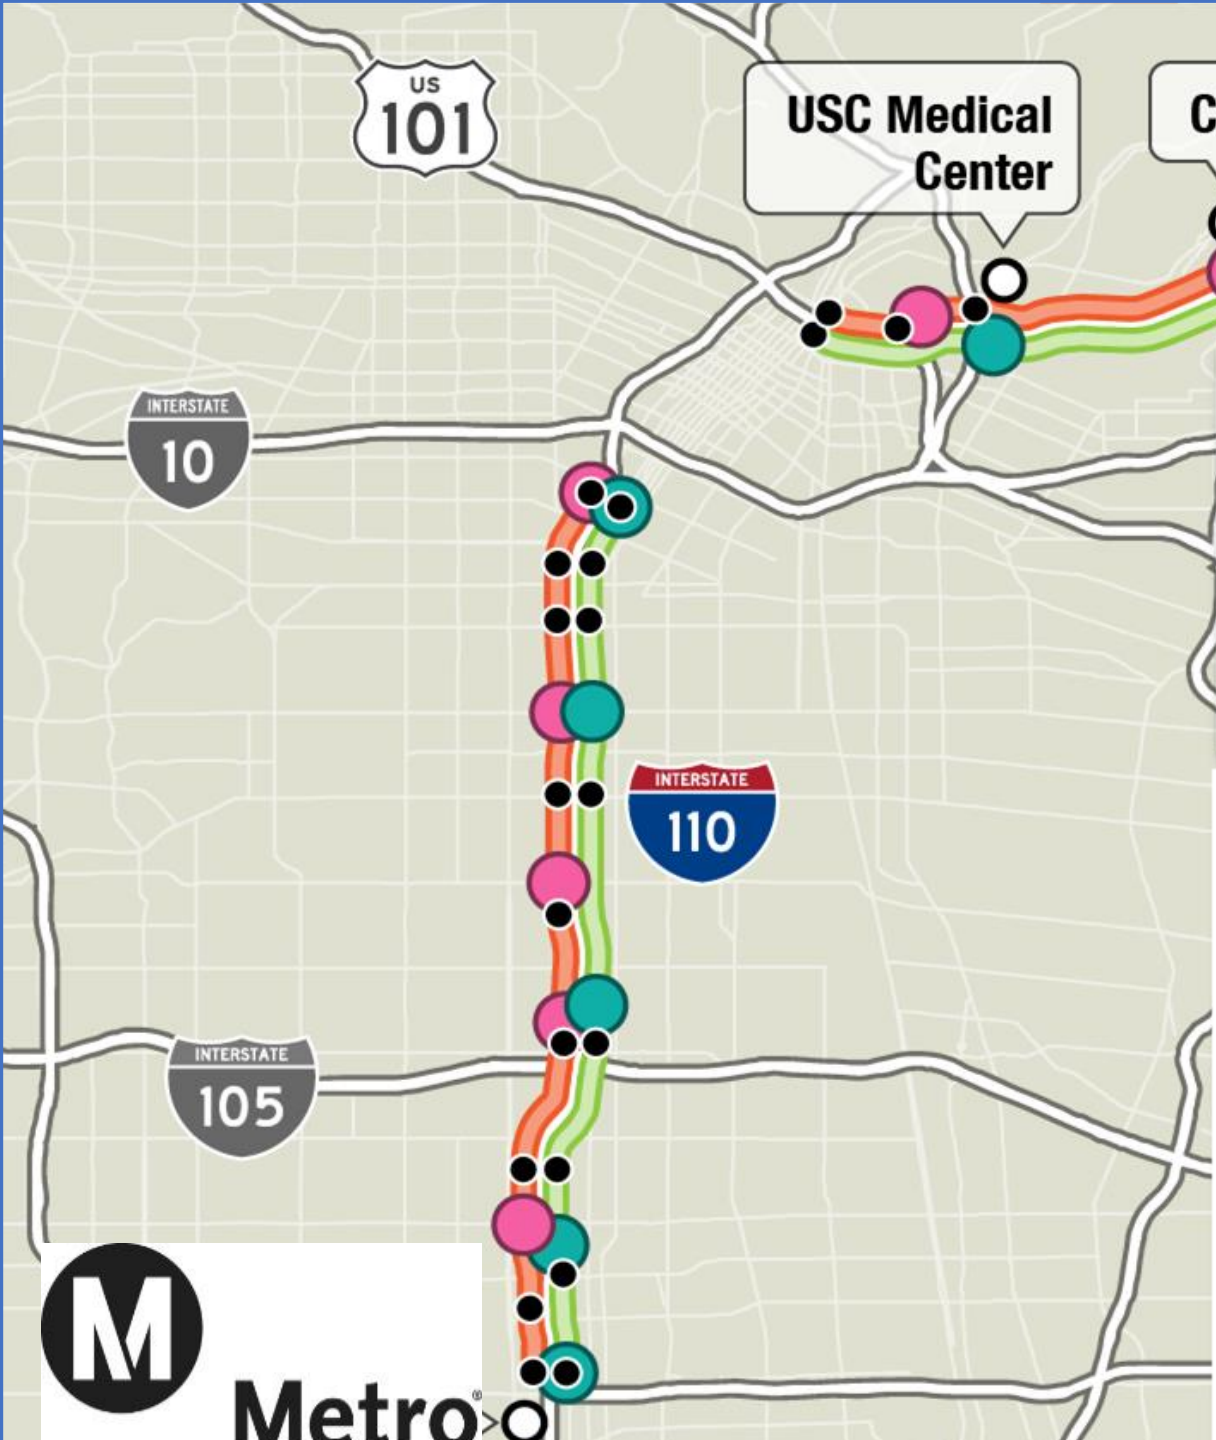 US
101
USC Medical
Center
C
INTERSTATE
10
INTERSTATE
110
INTERSTATE
105
M
Metro®